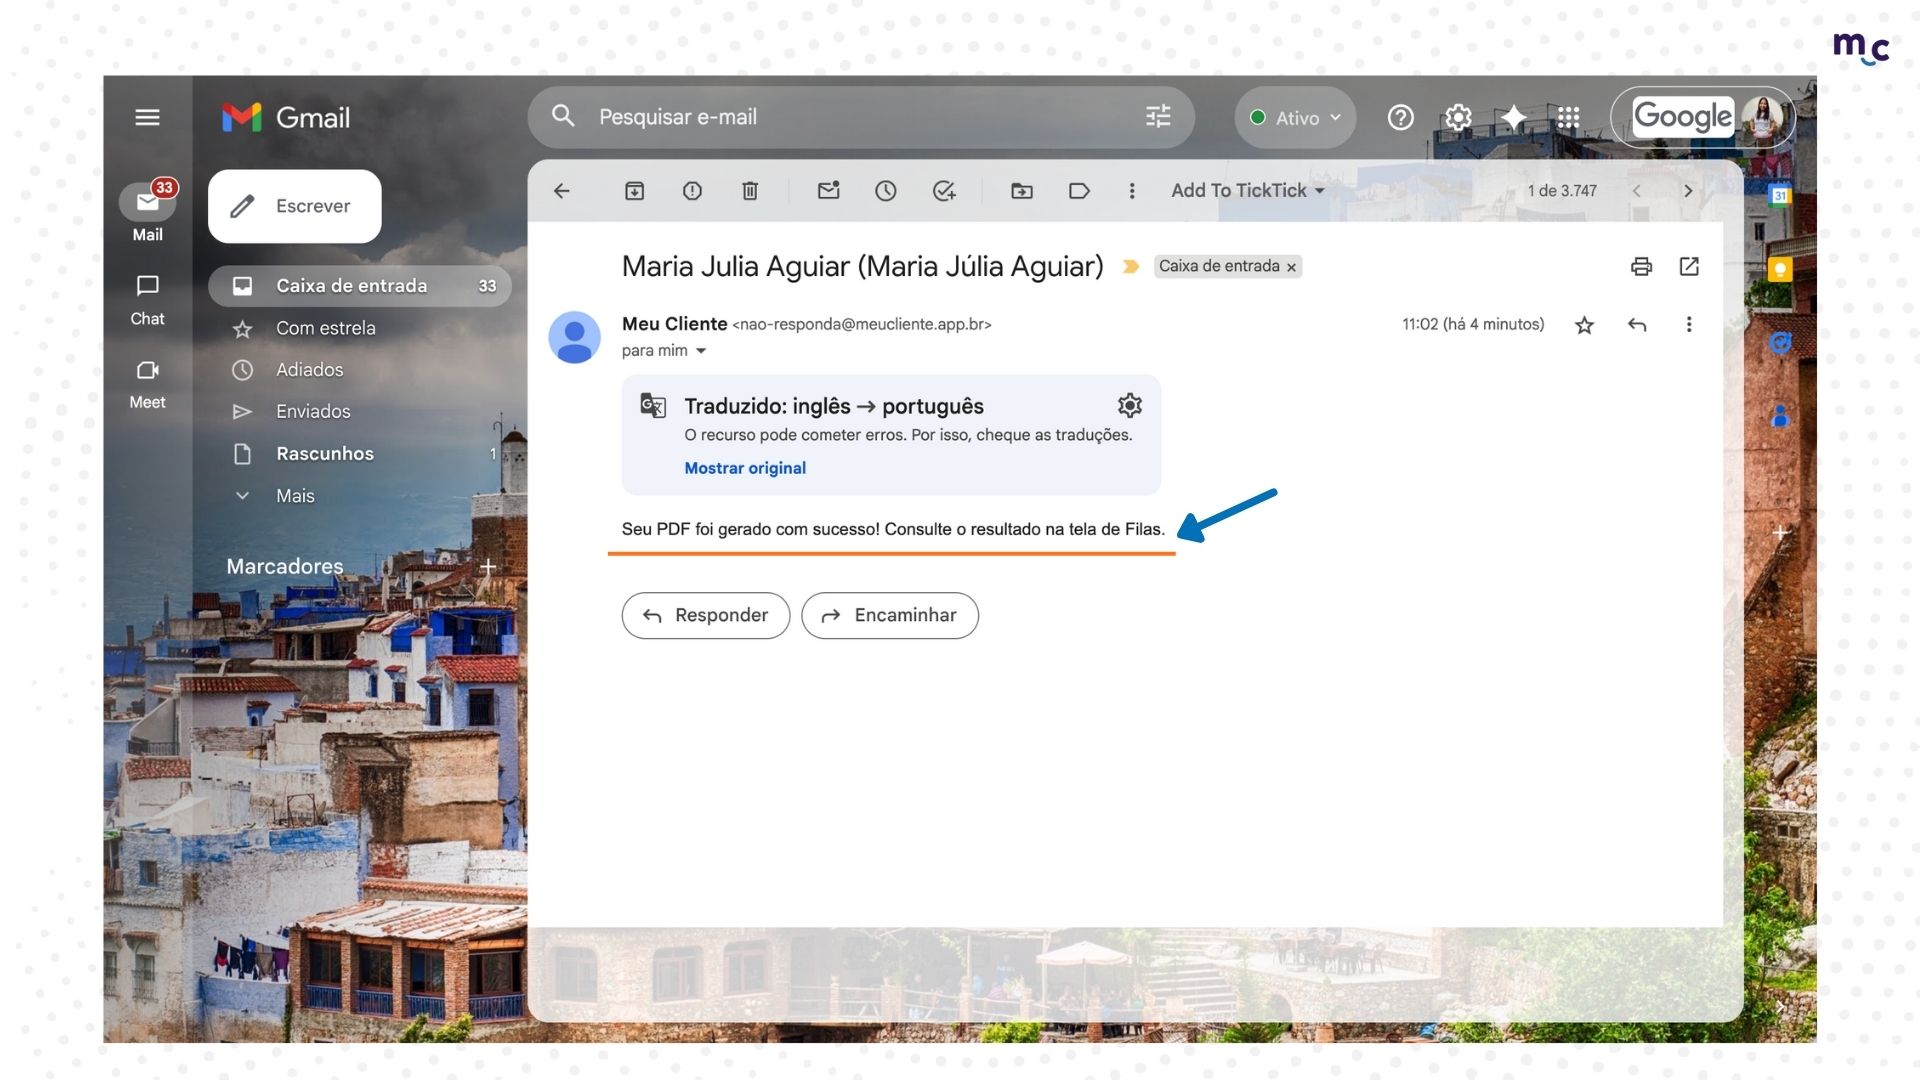 mc
Gmail
Pesquisar e-mail
Ativo
Google
33
Mail
Escrever
Add To TickTick
1 de 3.747
31
Chat
Meet
Caixa de entrada 33
Com estrela
Adiados
Enviados
Rascunhos 1
Mais
Marcadores
Maria Julia Aguiar (Maria Júlia Aguiar)
Caixa de entrada x
Meu Cliente <nao-responda@meucliente.app.br>
11:02 (há 4 minutos)
para mim
Traduzido: inglês → português
O recurso pode cometer erros. Por isso, cheque as traduções.
Mostrar original
Seu PDF foi gerado com sucesso! Consulte o resultado na tela de Filas.
Responder
Encaminhar